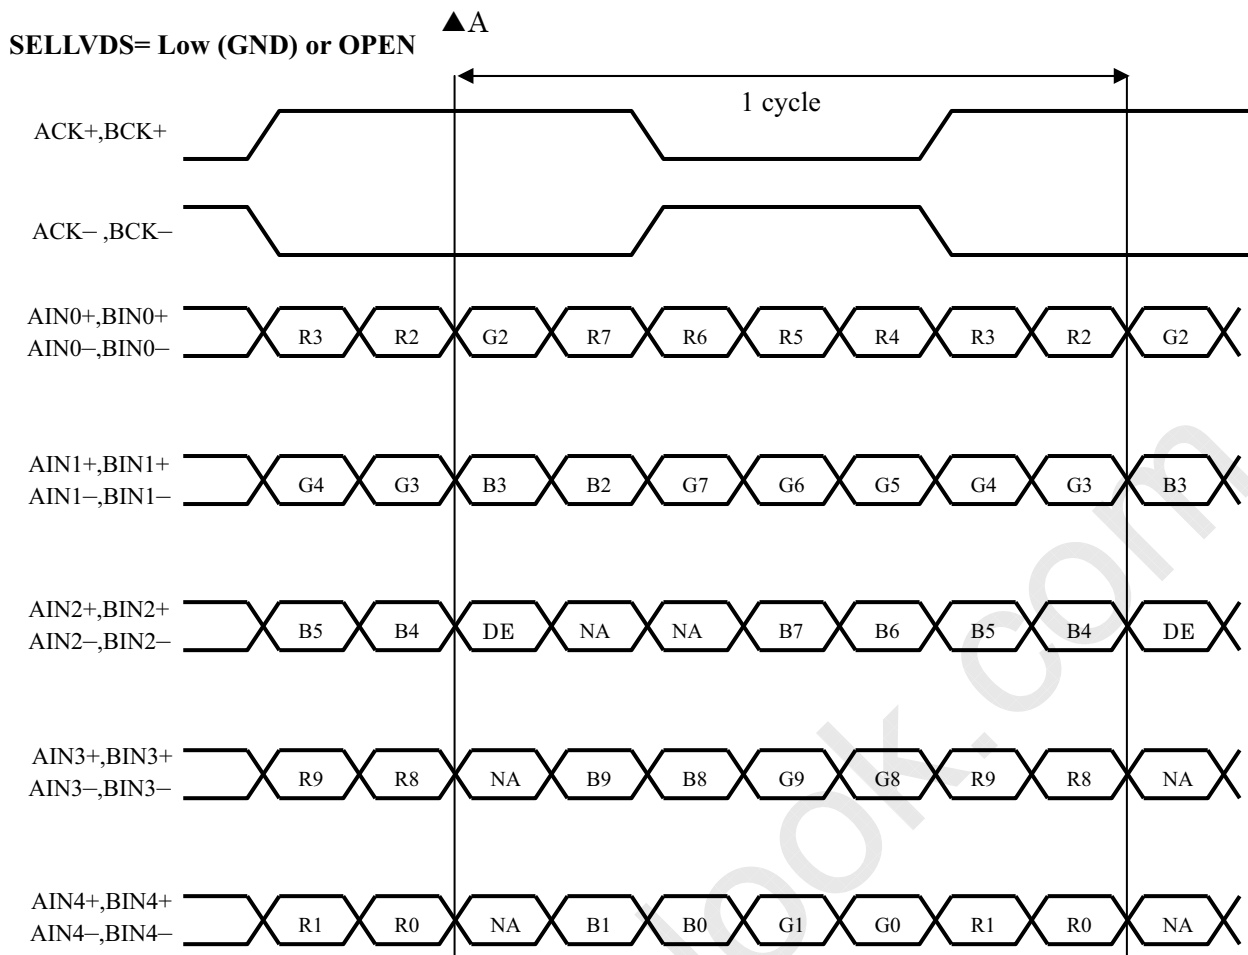 ▲A
SELLVDS= Low (GND) or OPEN
1 cycle
ACK+,BCK+
ACK− ,BCK−
AIN0+,BIN0+
AIN0−,BIN0−
R3 R2 G2 R7 R6 R5 R4 R3 R2 G2
AIN1+,BIN1+
AIN1−,BIN1−
G4 G3 B3 B2 G7 G6 G5 G4 G3 B3
AIN2+,BIN2+
AIN2−,BIN2−
B5 B4 DE NA NA B7 B6 B5 B4 DE
AIN3+,BIN3+
AIN3−,BIN3−
R9 R8 NA B9 B8 G9 G8 R9 R8 NA
AIN4+,BIN4+
AIN4−,BIN4−
R1 R0 NA B1 B0 G1 G0 R1 R0 NA
look.com